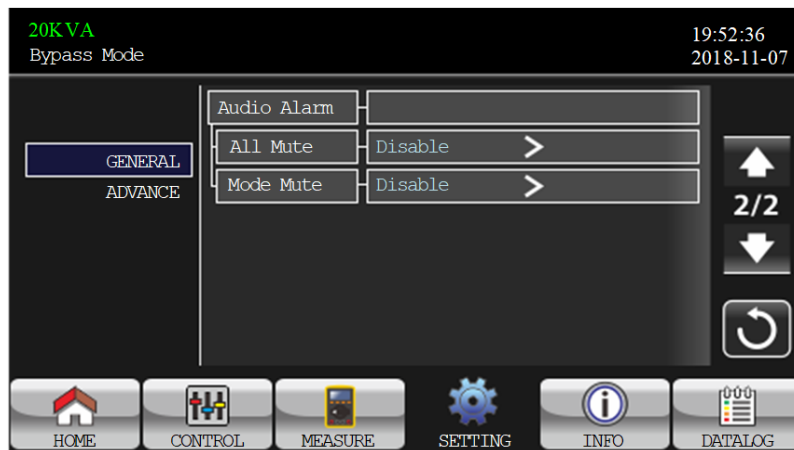 20KVA
Bypass Mode
19:52:36
2018-11-07
GENERAL
ADVANCE
Audio Alarm
All Mute Disable >
Mode Mute Disable >
2/2
HOME CONTROL MEASURE SETTING INFO DATALOG